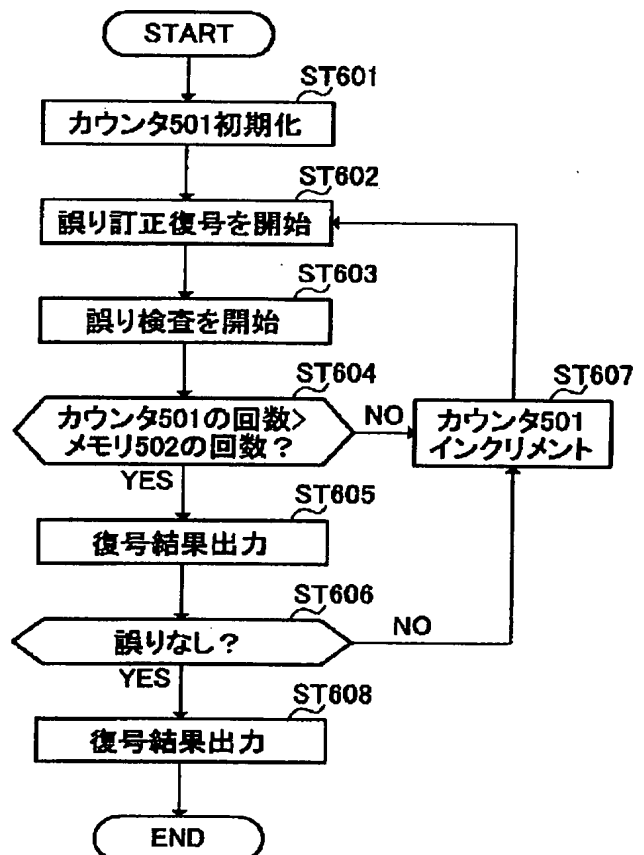 START
ST601
カウンタ501初期化
ST602
誤り訂正復号を開始
ST603
誤り検査を開始
ST604
カウンタ501の回数>
メモリ502の回数?
NO
ST607
カウンタ501
インクリメント
YES
ST605
復号結果出力
ST606
誤りなし?
NO
YES
ST608
復号結果出力
END